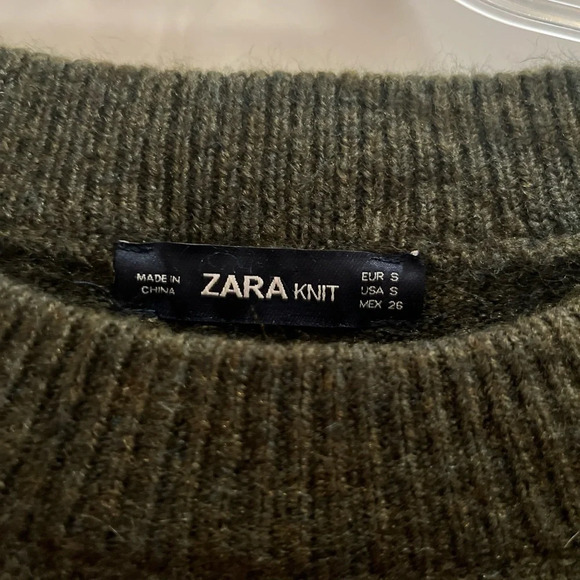 MADE IN
CHINA
ZARA KNIT
EUR S
USA S
MEX 26